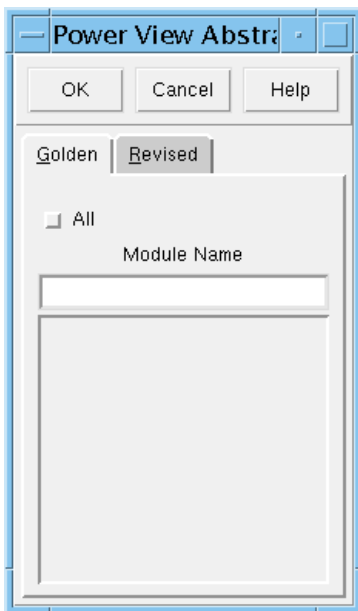 Power View Abstra
OK Cancel Help
Golden Revised
All
Module Name